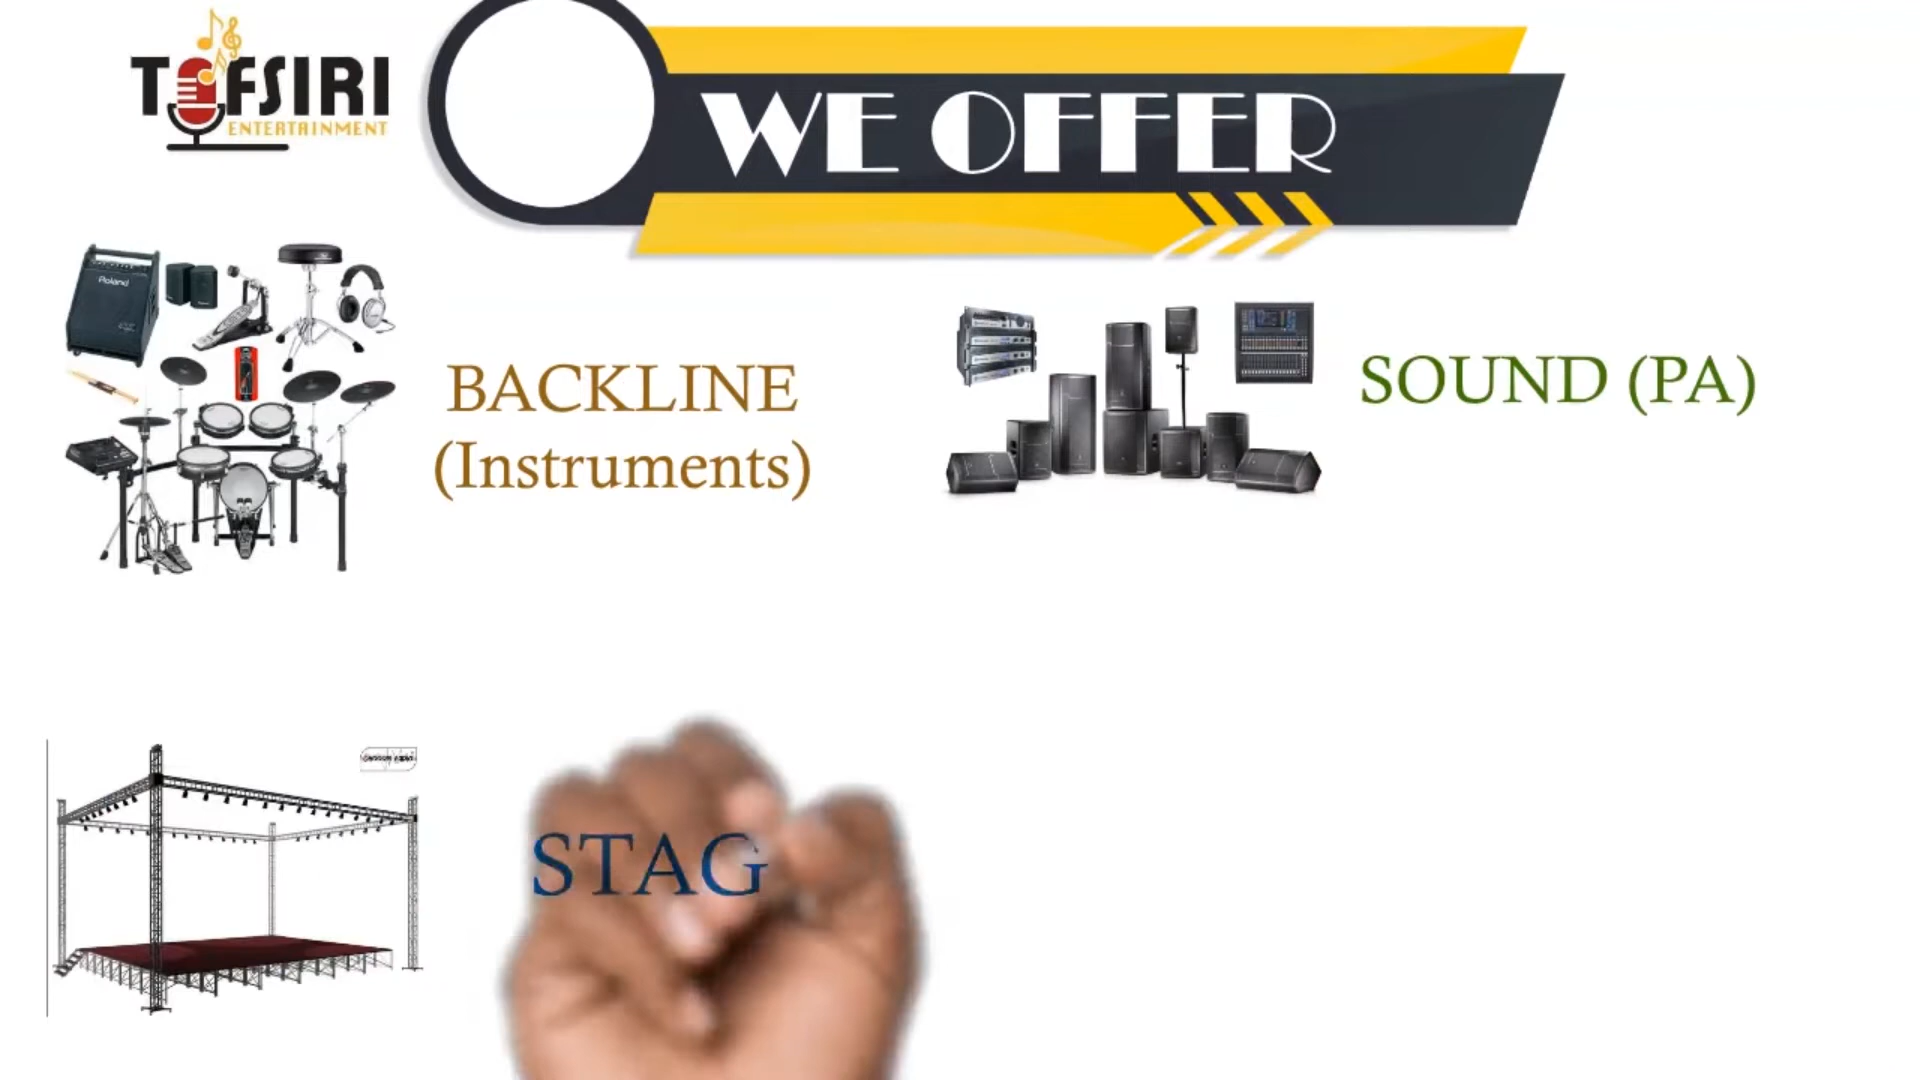 TOFSIRI
ENTERTAINMENT
WE OFFER
Roland
BACKLINE
(Instruments)
SOUND (PA)
STAG